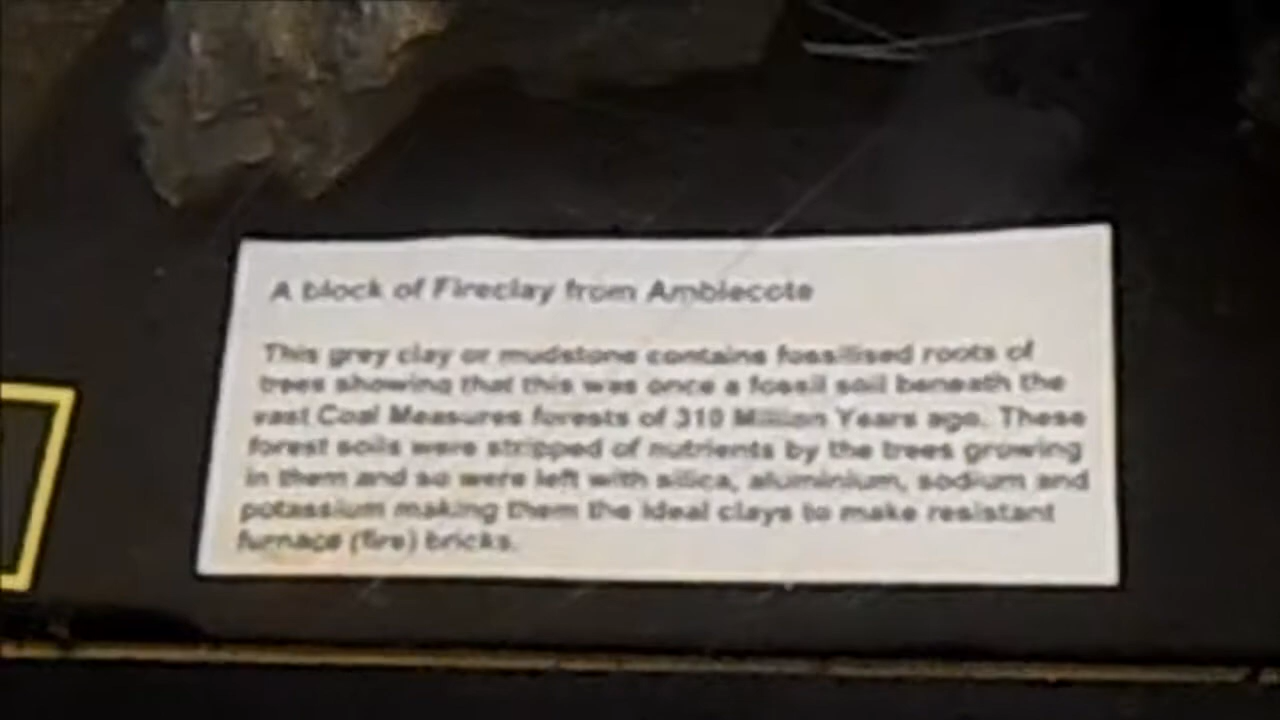 A block of Fireclay from Amblecote
This grey clay or mudstone contains fossilised roots of
trees showing that this was once a fossil soil beneath the
vast Coal Measures forests of 310 Million Years ago. These
forest soils were stripped of nutrients by the trees growing
in them and so were left with silica, aluminium, sodium and
potassium making them the ideal clays to make resistant
furnace (fire) bricks.